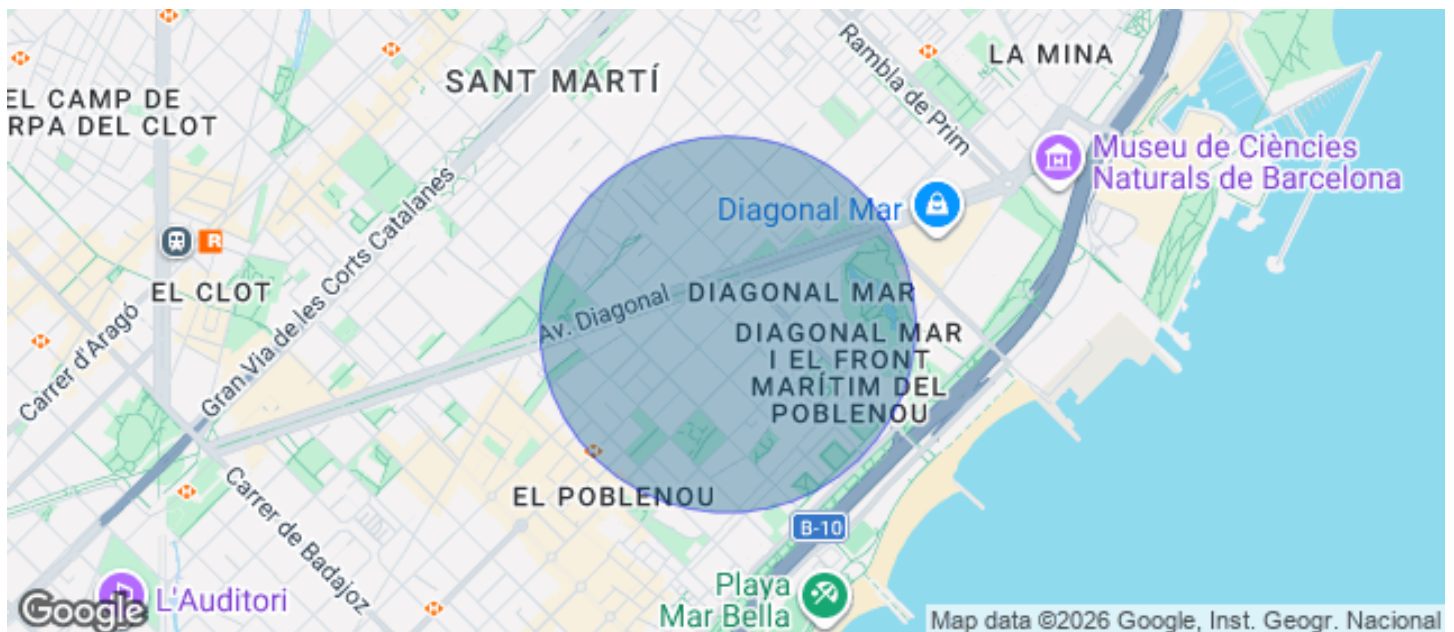 Rambla de Prim
LA MINA
SANT MARTÍ
EL CAMP DE
RPA DEL CLOT
Museu de Ciències
Naturals de Barcelona
Diagonal Mar
Gran Via de les Corts Catalanes
R
EL CLOT
Av. Diagonal
DIAGONAL MAR
DIAGONAL MAR
I EL FRONT
MARÍTIM DEL
POBLENOU
Carrer d'Aragó
EL POBLENOU
Carrer de Badajoz
B-10
Playa
Mar Bella
L'Auditori
Google
Map data ©2026 Google, Inst. Geogr. Nacional